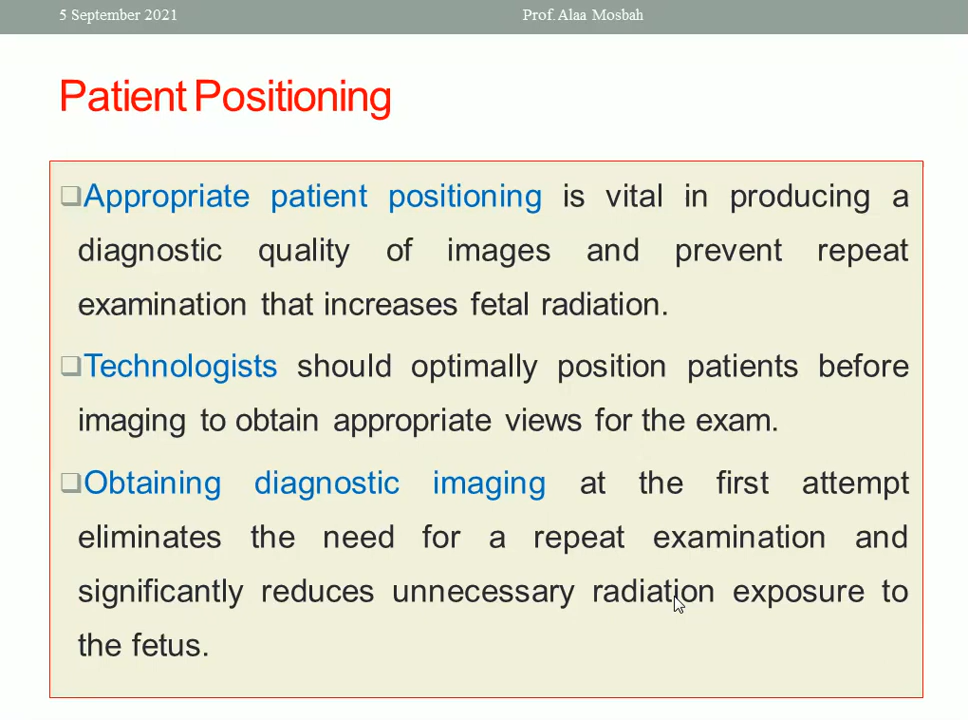 5 September 2021
Prof. Alaa Mosbah
Patient Positioning
Appropriate patient positioning is vital in producing a
diagnostic quality of images and prevent repeat
examination that increases fetal radiation.
Technologists should optimally position patients before
imaging to obtain appropriate views for the exam.
Obtaining diagnostic imaging at the first attempt
eliminates the need for a repeat examination and
significantly reduces unnecessary radiation exposure to
the fetus.